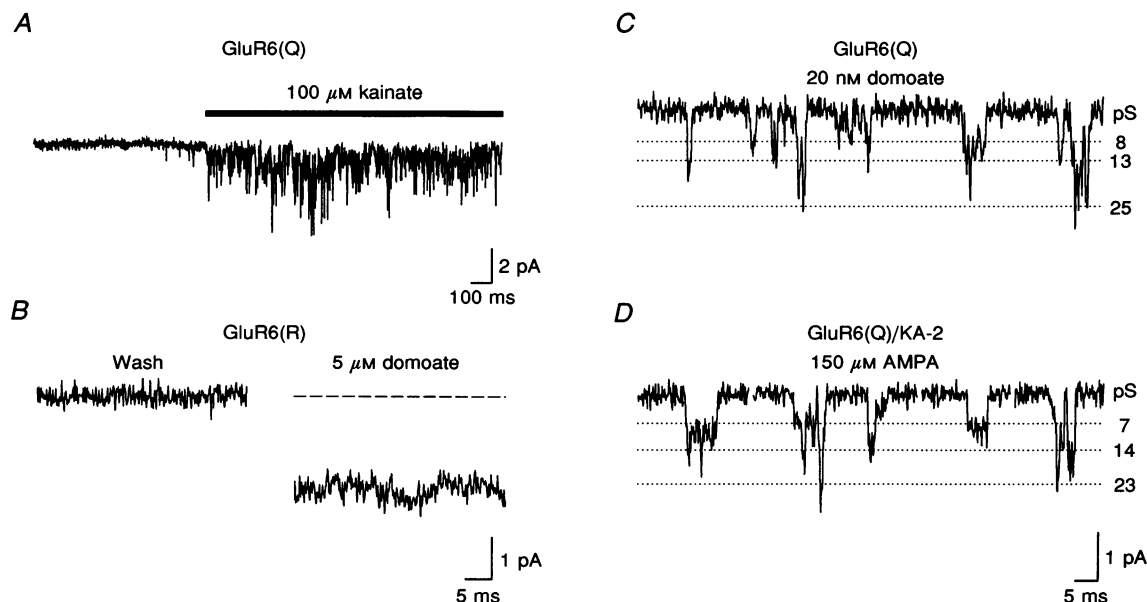 A
GluR6(Q)
100 μM kainate
2 pA
100 ms
B
GluR6(R)
Wash
5 μM domoate
1 pA
5 ms
C
GluR6(Q)
20 nM domoate
pS
8
13
25
D
GluR6(Q)/KA-2
150 μM AMPA
pS
7
14
23
1 pA
5 ms